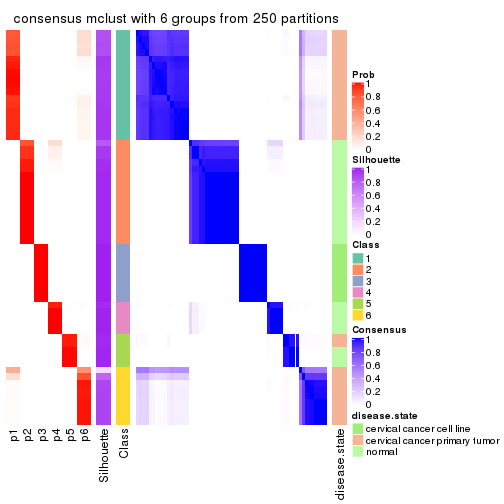 consensus mclust with 6 groups from 250 partitions
Prob
1
0.8
0.6
0.4
0.2
0
Silhouette
1
0.8
0.6
0.4
0.2
0
Class
1
2
3
4
5
6
Consensus
1
0.8
0.6
0.4
0.2
0
disease.state
cervical cancer cell line
cervical cancer primary tumor
normal
p1
p2
p3
p4
p5
p6
Silhouette
Class
disease.state